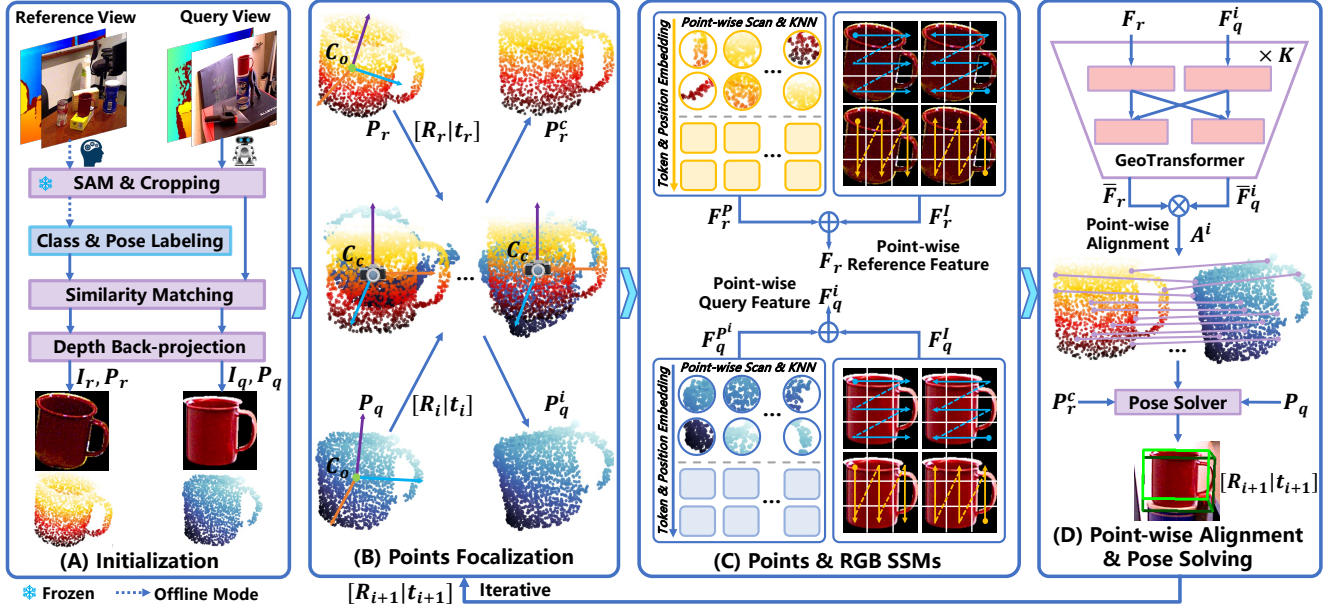 Reference View
Query View
SAM & Cropping
Class & Pose Labeling
Similarity Matching
Depth Back-projection
I_r, P_r
I_q, P_q
(A) Initialization
Frozen
Offline Mode
C_o
P_r
[R_r|t_r]
P_r^c
C_c
...
C_c
P_q
[R_i|t_i]
P_q^i
C_o
(B) Points Focalization
[R_{i+1}|t_{i+1}]
Iterative
Token & Position Embedding
Point-wise Scan & KNN
...
...
F_r^P
F_r^I
F_r
Point-wise
Reference Feature
Point-wise
Query Feature
F_q^i
F_q^{P^i}
F_q^I
Token & Position Embedding
Point-wise Scan & KNN
...
...
(C) Points & RGB SSMs
F_r
F_q^i
× K
GeoTransformer
F̅_r
F̅_q^i
Point-wise
Alignment
A^i
...
P_r^c
Pose Solver
P_q
[R_{i+1}|t_{i+1}]
(D) Point-wise Alignment
& Pose Solving